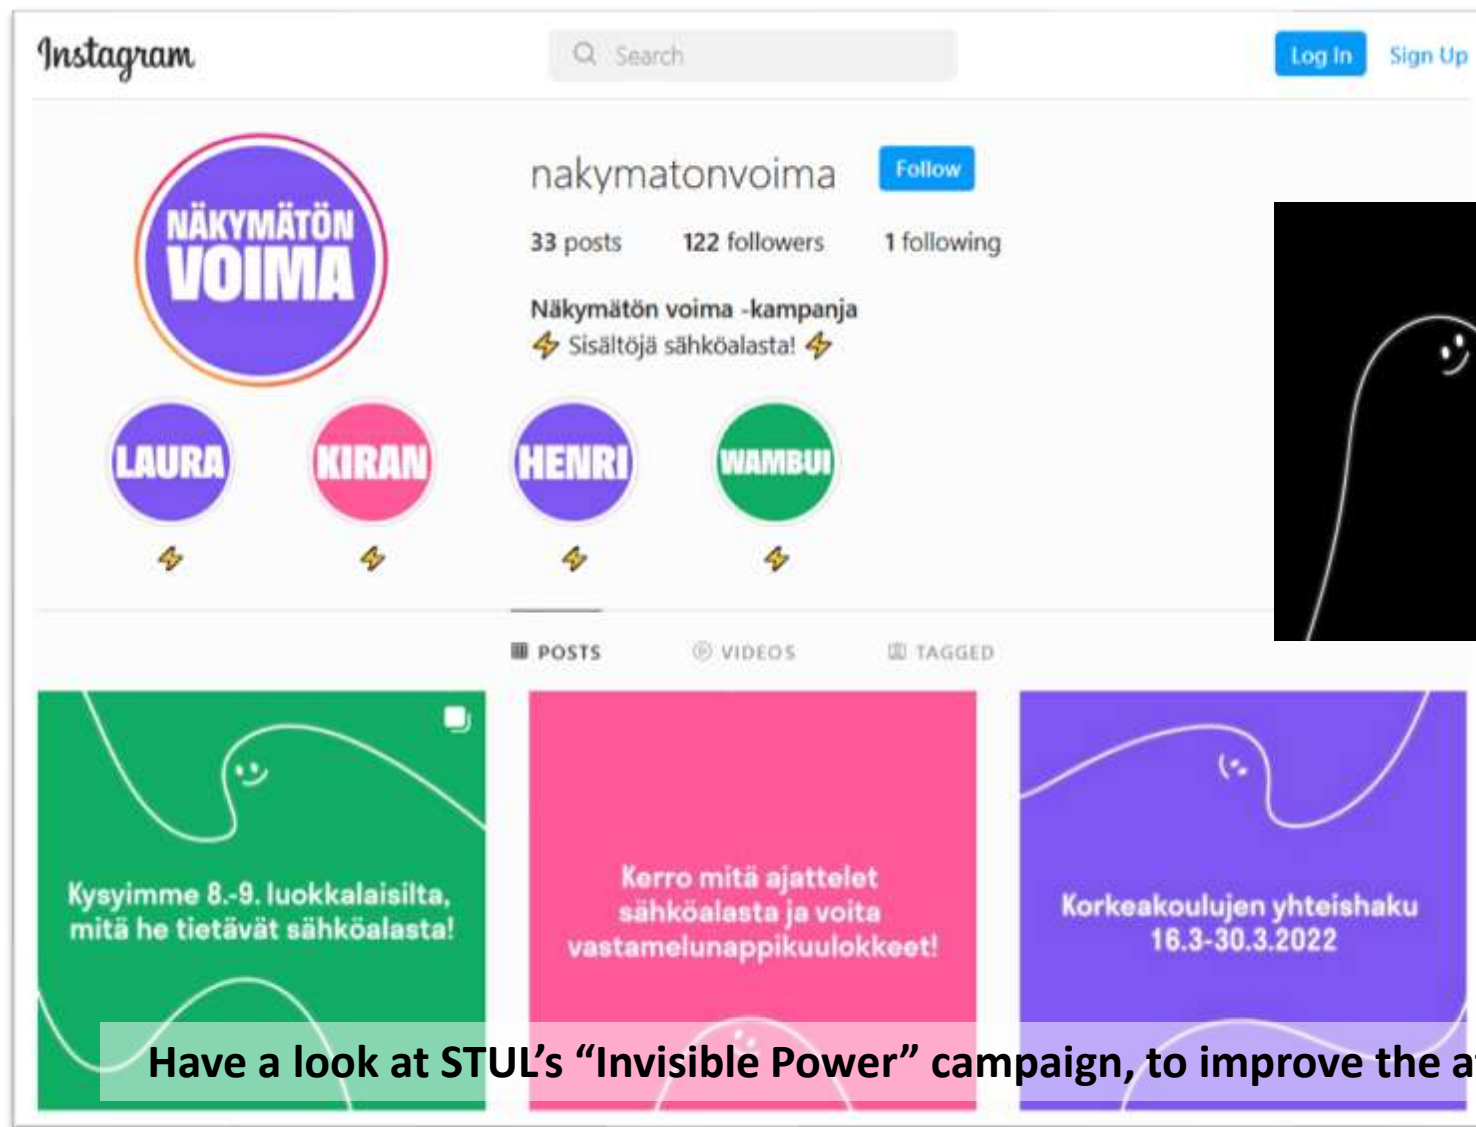 Instagram
Search
Log In
Sign Up
NÄKYMÄTÖN
VOIMA
nakymatonvoima
Follow
33 posts 122 followers 1 following
Näkymätön voima -kampanja
⚡ Sisältöjä sähköalasta! ⚡
LAURA
KIRAN
HENRI
WAMBUI
POSTS
VIDEOS
TAGGED
Kysyimme 8.-9. luokkalaisilta,
mitä he tietävät sähköalasta!
Kerro mitä ajattelet
sähköalasta ja voita
vastamelunappikuulokkeet!
Korkeakoulujen yhteishaku
16.3-30.3.2022
Have a look at STUL’s “Invisible Power” campaign, to improve the